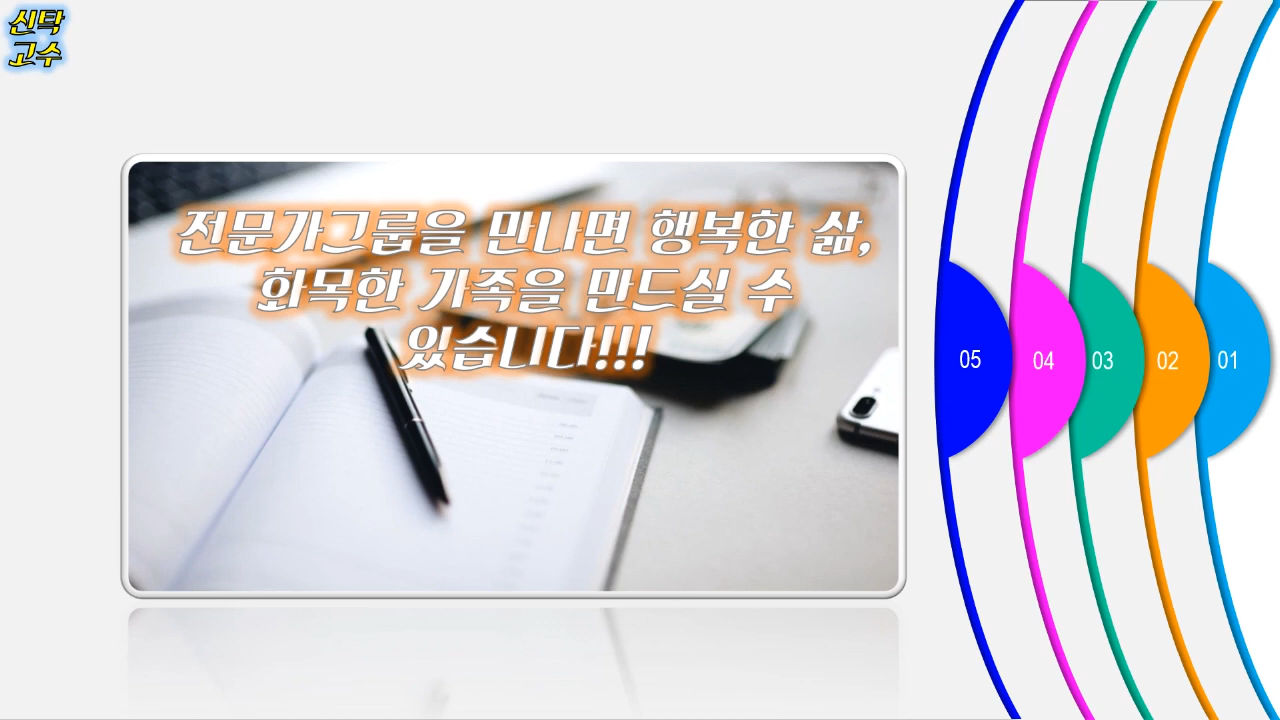 신탁
고수
전문가그룹을 만나면 행복한 삶,
화목한 가족을 만드실 수
있습니다!!!
05
04
03
02
01